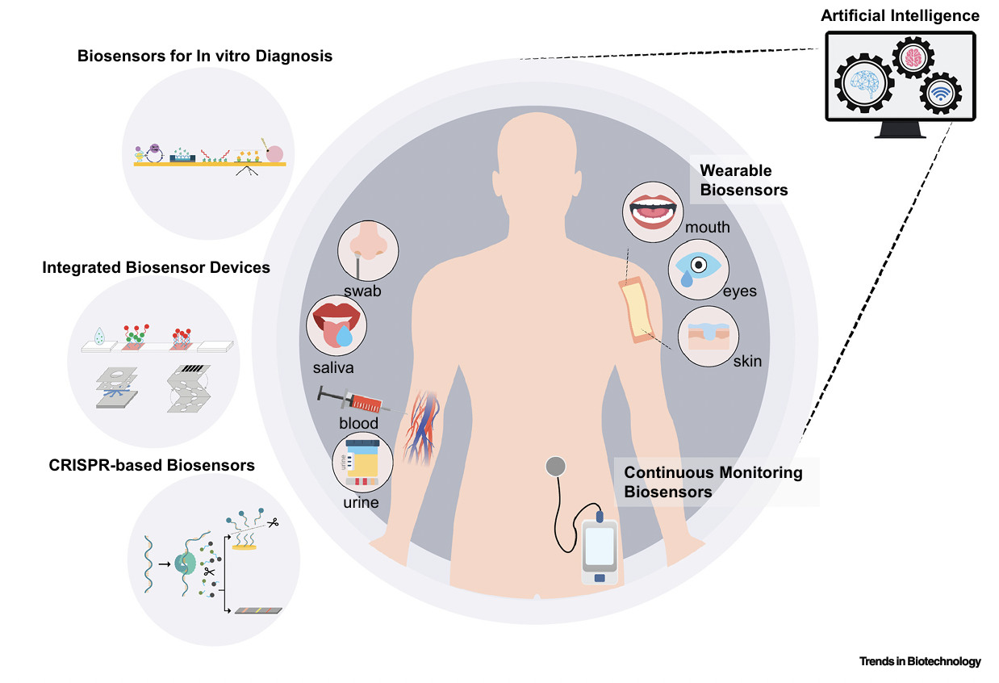 Artificial Intelligence
Biosensors for In vitro Diagnosis
Wearable
Biosensors
mouth
swab
eyes
Integrated Biosensor Devices
saliva
skin
blood
urine
urine
CRISPR-based Biosensors
Continuous Monitoring
Biosensors
Trends in Biotechnology